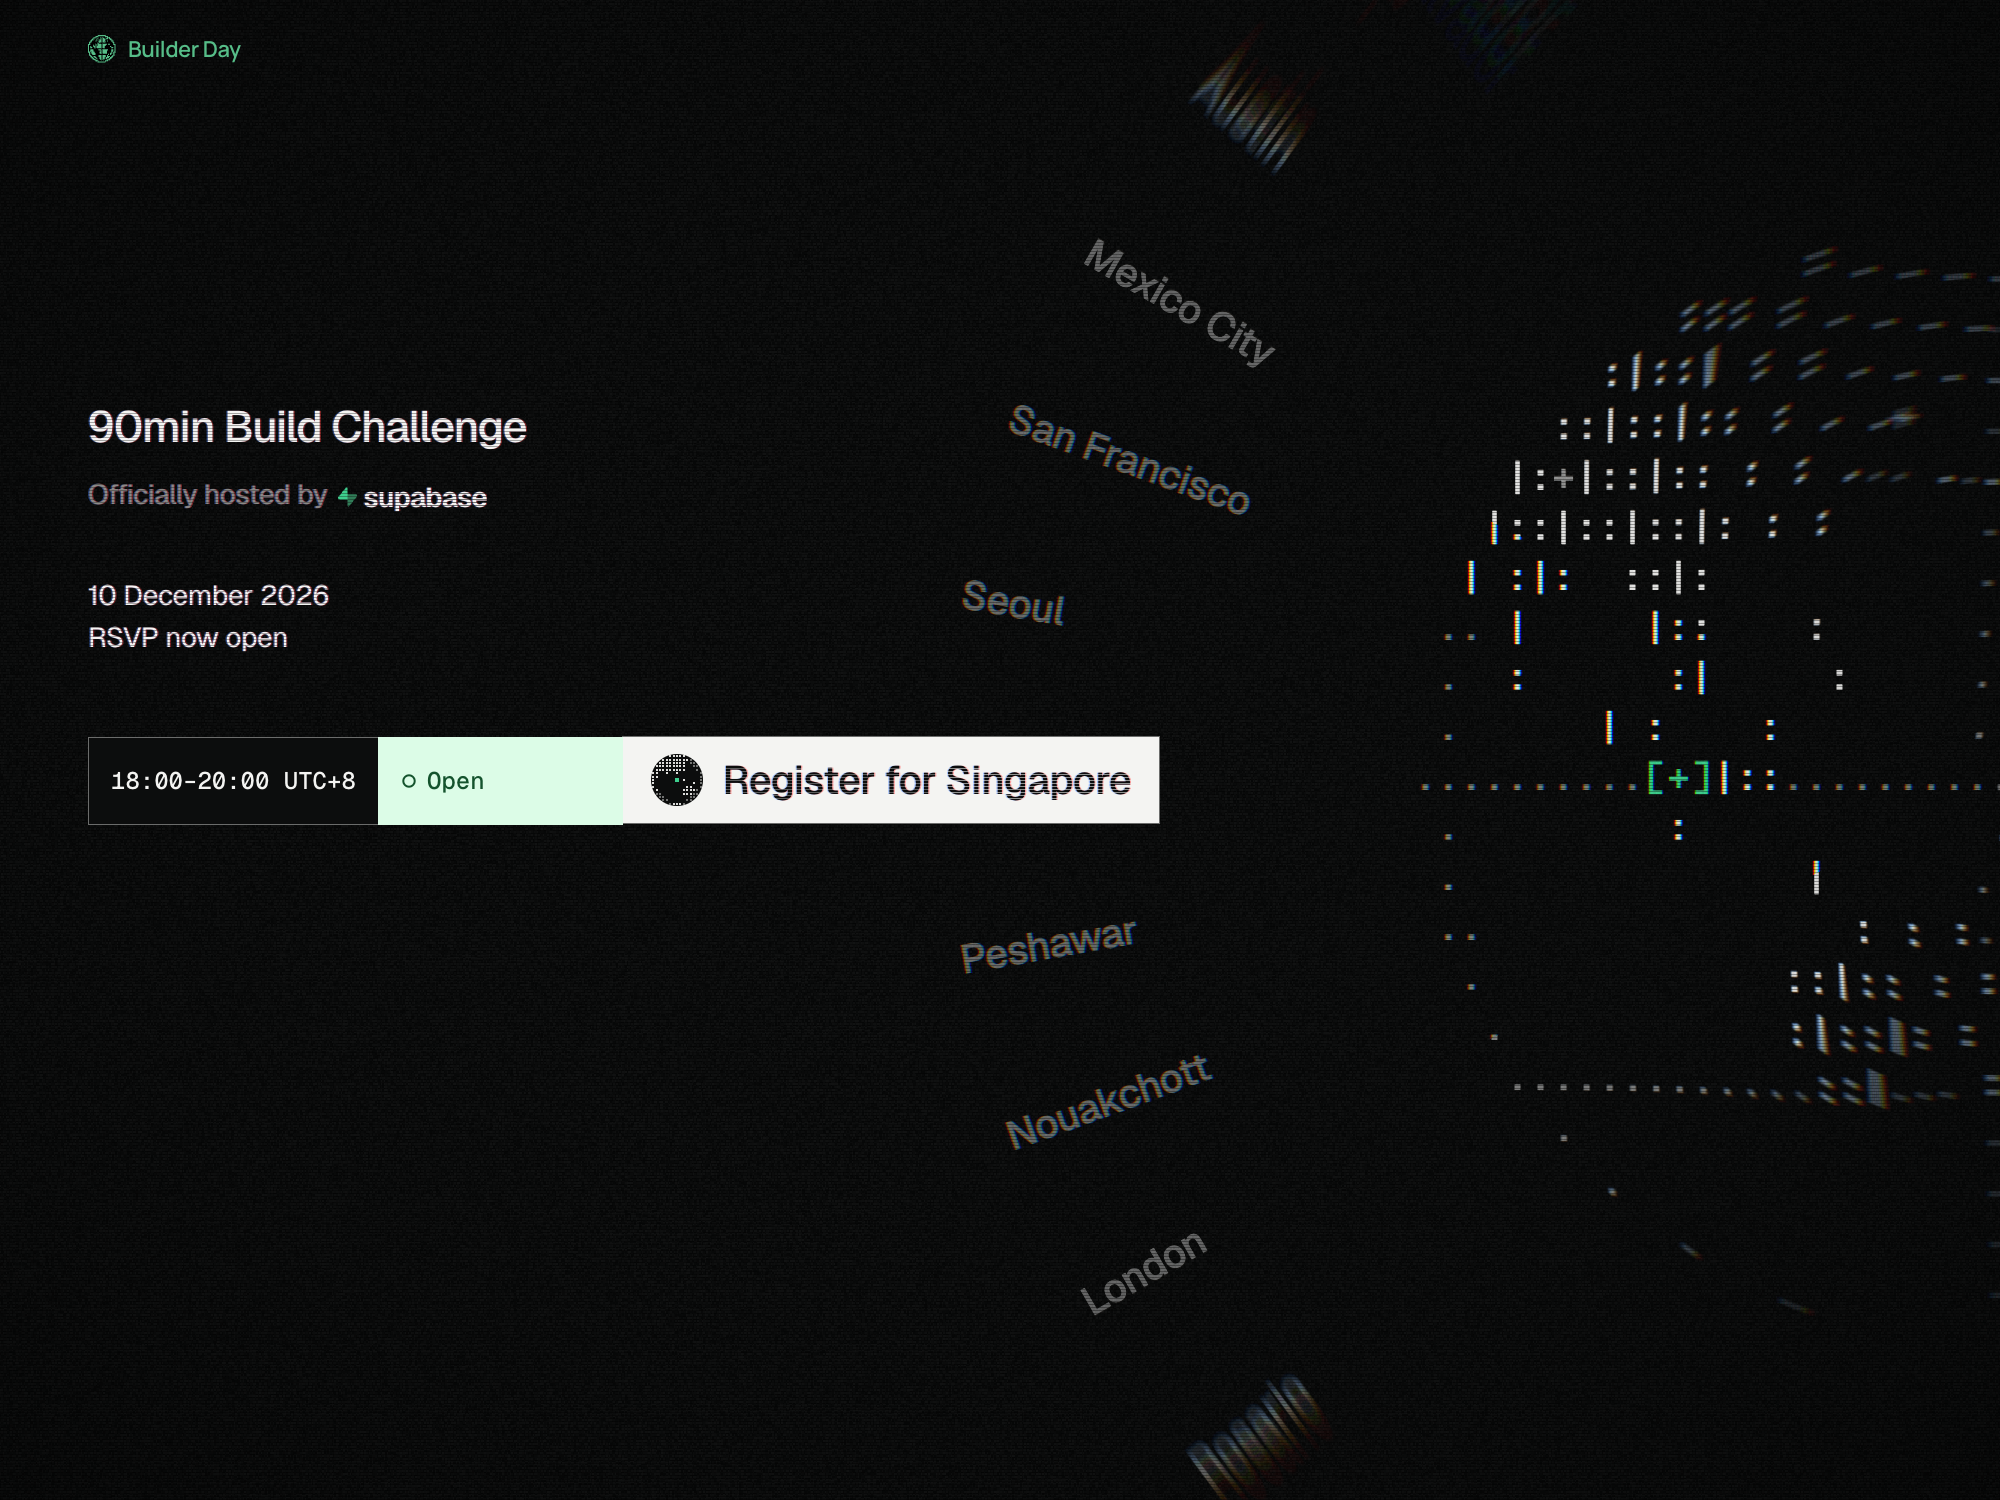 Builder Day
Mexico City
San Francisco
90min Build Challenge
Officially hosted by supabase
Seoul
10 December 2026
RSVP now open
18:00–20:00 UTC+8
Open
Register for Singapore
[+]
Peshawar
Nouakchott
London